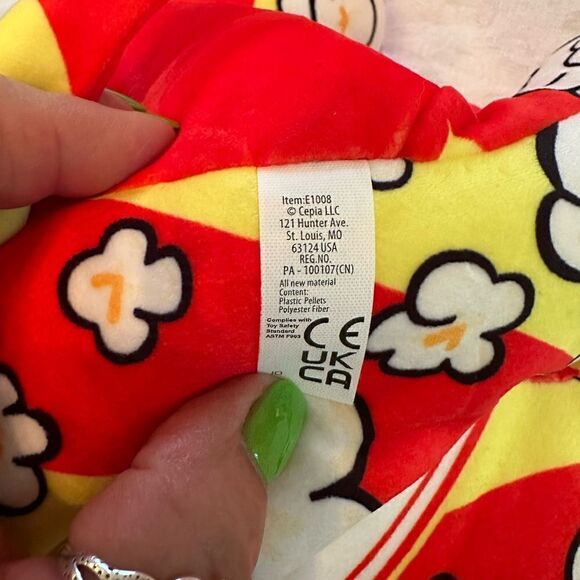 Item:E1008
© Cepia LLC
121 Hunter Ave.
St. Louis, MO
63124 USA
REG.NO.
PA - 100107(CN)
All new material
Content:
Plastic Pellets
Polyester Fiber
Complies with
Toy Safety
Standard
ASTM F963
CE
UK
CA